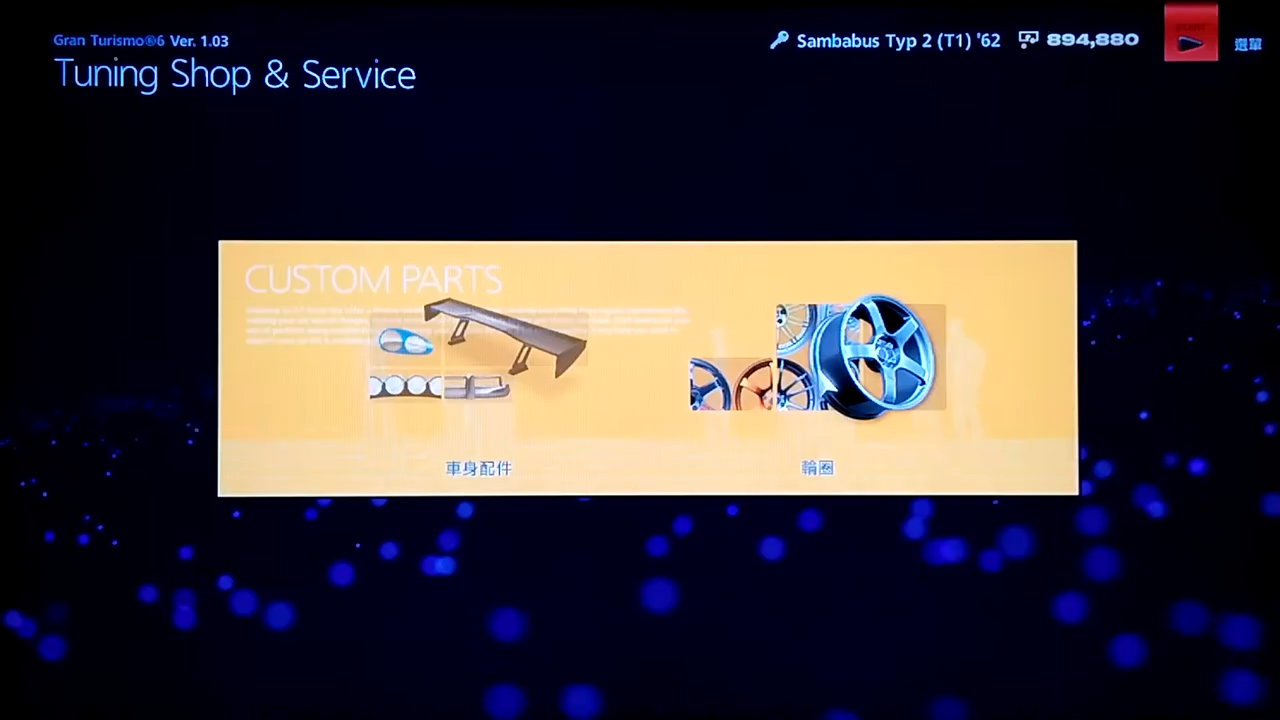 Gran Turismo®6 Ver. 1.03
Sambabus Typ 2 (T1) '62
894,880
選單
Tuning Shop & Service
CUSTOM PARTS
車身配件
輪圈